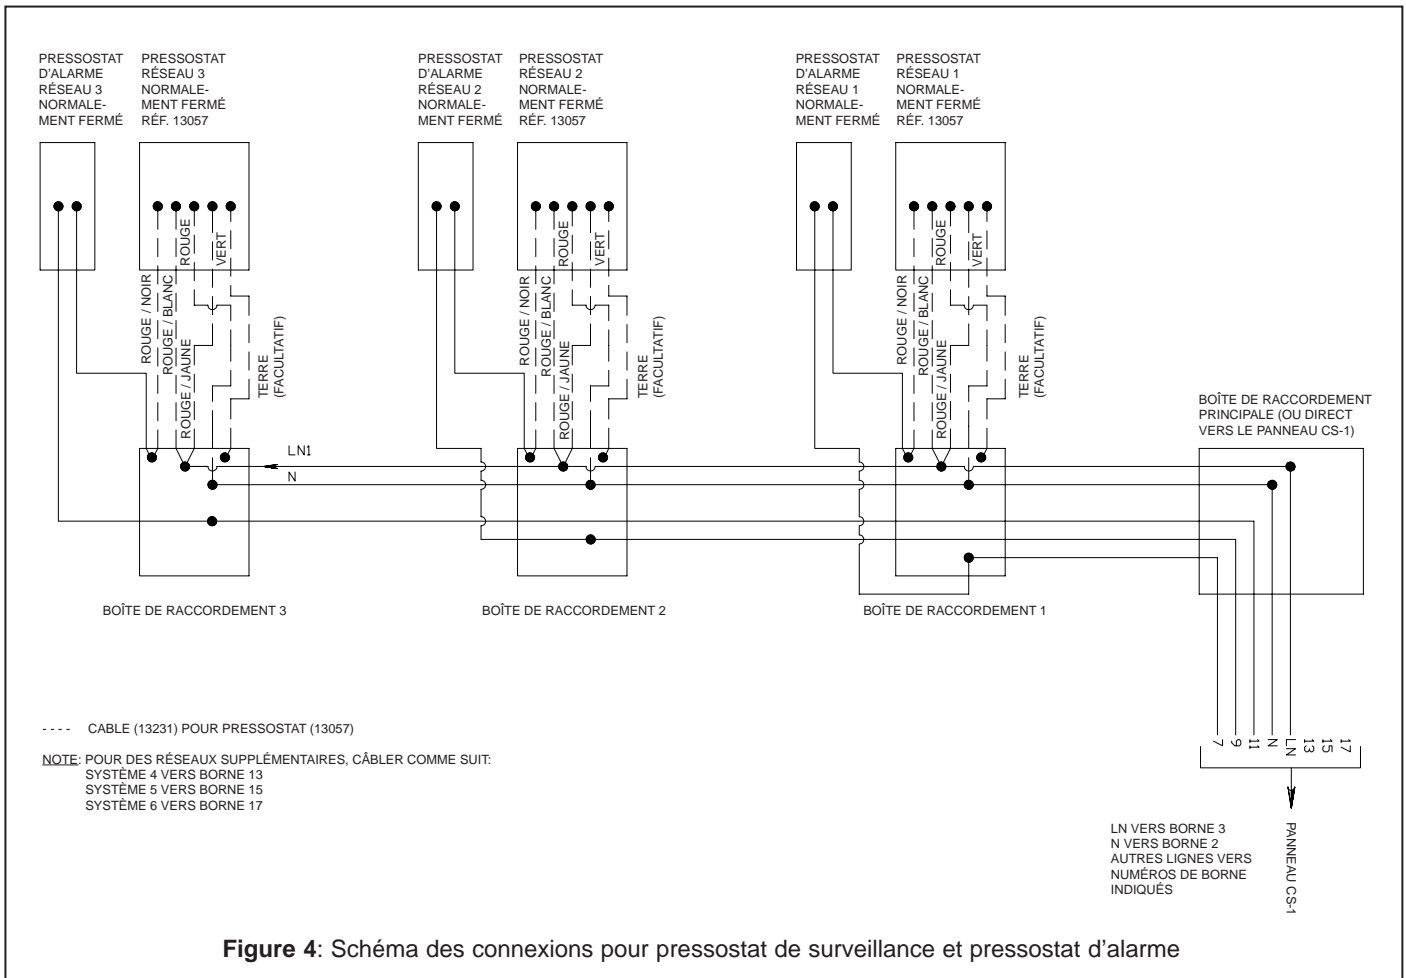 PRESSOSTAT
D'ALARME
RÉSEAU 3
NORMALE-
MENT FERMÉ
PRESSOSTAT
RÉSEAU 3
NORMALE-
MENT FERMÉ
RÉF. 13057
PRESSOSTAT
D'ALARME
RÉSEAU 2
NORMALE-
MENT FERMÉ
PRESSOSTAT
RÉSEAU 2
NORMALE-
MENT FERMÉ
RÉF. 13057
PRESSOSTAT
D'ALARME
RÉSEAU 1
NORMALE-
MENT FERMÉ
PRESSOSTAT
RÉSEAU 1
NORMALE-
MENT FERMÉ
RÉF. 13057
ROUGE / NOIR
ROUGE / BLANC
ROUGE / JAUNE
ROUGE
VERT
TERRE
(FACULTATIF)
ROUGE / NOIR
ROUGE / BLANC
ROUGE / JAUNE
ROUGE
VERT
TERRE
(FACULTATIF)
ROUGE / NOIR
ROUGE / BLANC
ROUGE / JAUNE
ROUGE
VERT
TERRE
(FACULTATIF)
BOÎTE DE RACCORDEMENT
PRINCIPALE (OU DIRECT
VERS LE PANNEAU CS-1)
LN1
N
BOÎTE DE RACCORDEMENT 3
BOÎTE DE RACCORDEMENT 2
BOÎTE DE RACCORDEMENT 1
- - - - CABLE (13231) POUR PRESSOSTAT (13057)
NOTE: POUR DES RÉSEAUX SUPPLÉMENTAIRES, CÂBLER COMME SUIT:
SYSTÈME 4 VERS BORNE 13
SYSTÈME 5 VERS BORNE 15
SYSTÈME 6 VERS BORNE 17
7
9
11
N
LN
13
15
17
LN VERS BORNE 3
N VERS BORNE 2
AUTRES LIGNES VERS
NUMÉROS DE BORNE
INDIQUÉS
PANNEAU CS-1
Figure 4: Schéma des connexions pour pressostat de surveillance et pressostat d'alarme